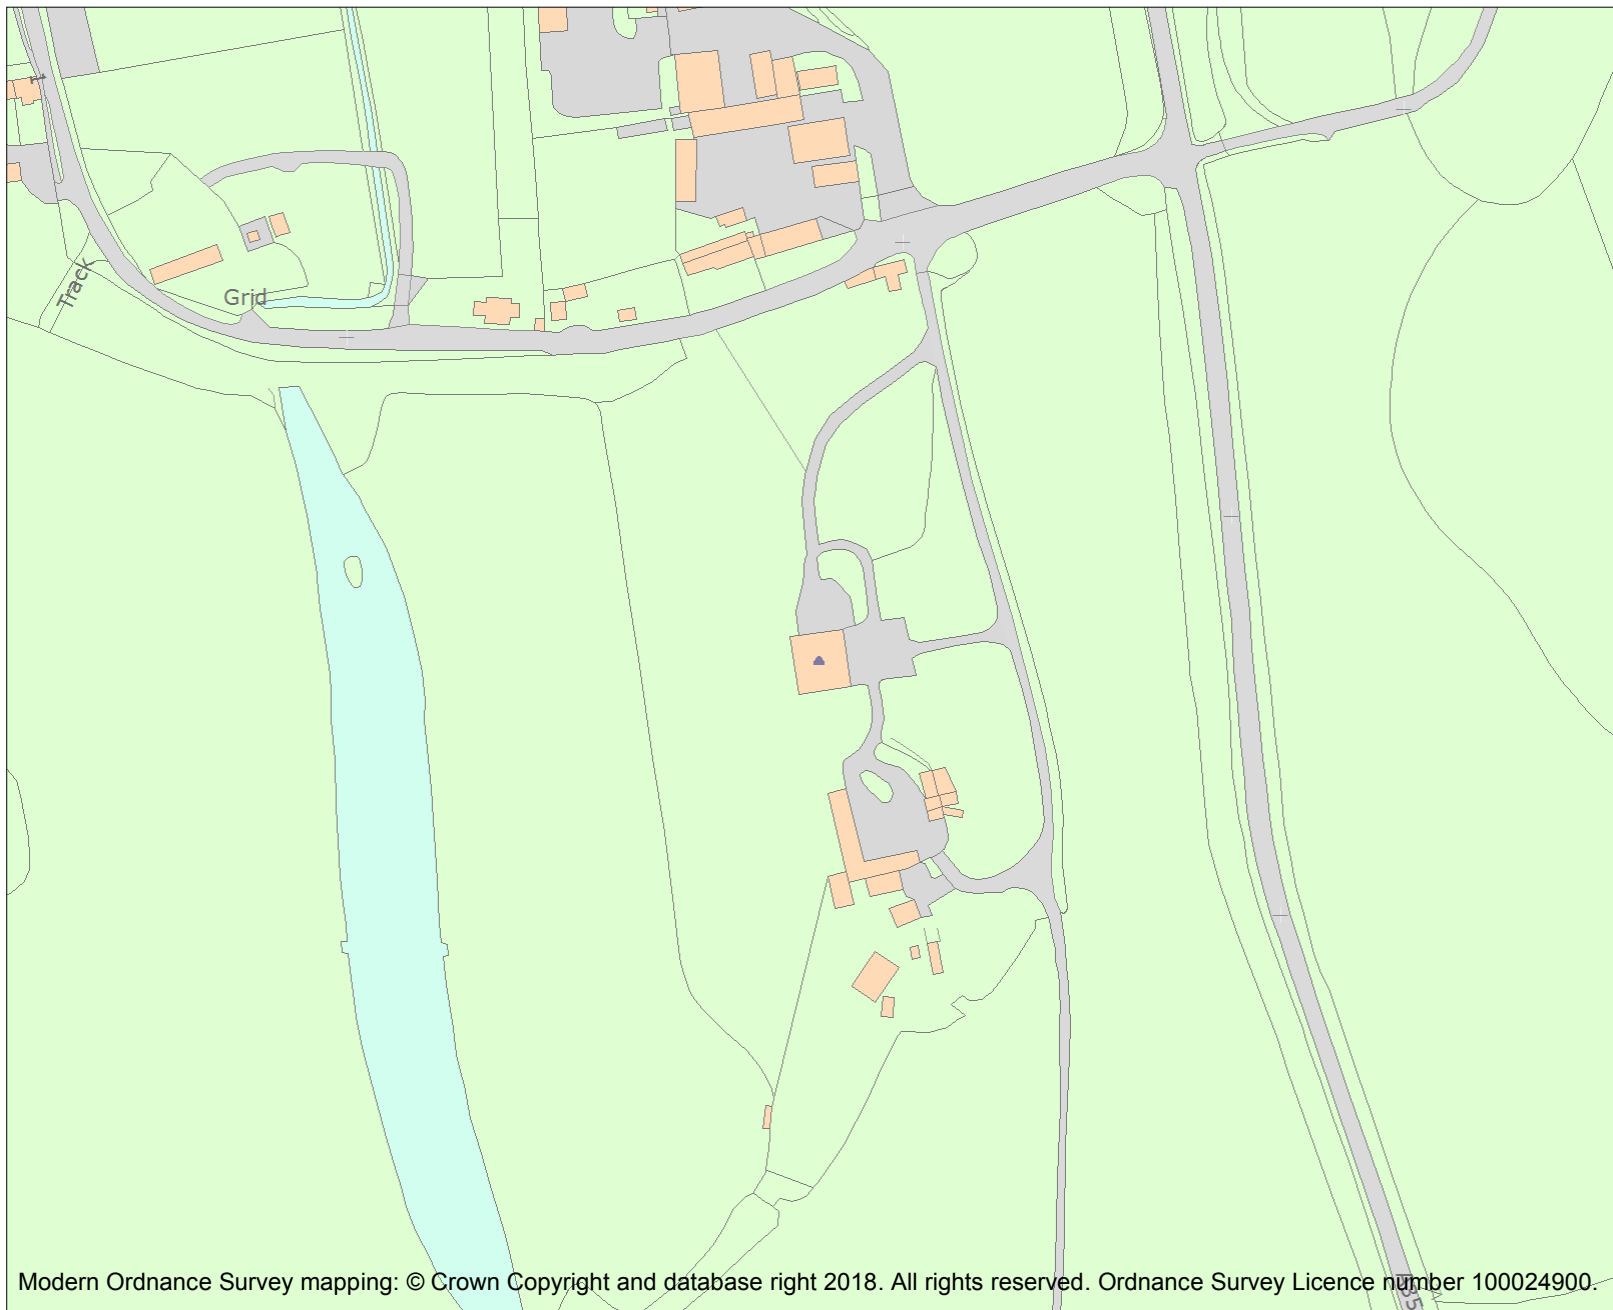 Track
Grid
Modern Ordnance Survey mapping: © Crown Copyright and database right 2018. All rights reserved. Ordnance Survey Licence number 100024900.